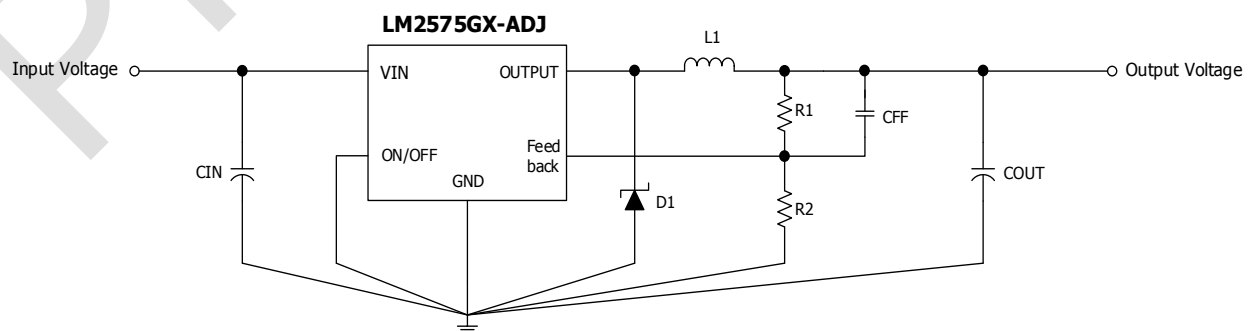 LM2575GX-ADJ
Input Voltage
VIN
OUTPUT
L1
Output Voltage
R1
CFF
ON/OFF
Feed
back
CIN
GND
D1
R2
COUT